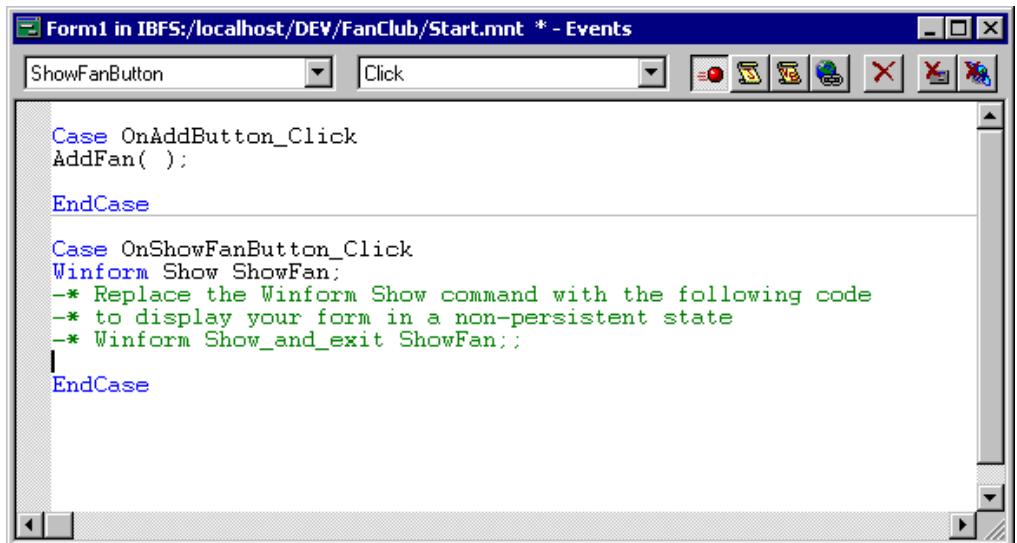 Form1 in IBFS:/localhost/DEV/FanClub/Start.mnt * - Events
ShowFanButton Click
Case OnAddButton_Click
AddFan( );
EndCase
Case OnShowFanButton_Click
Winform Show ShowFan;
-* Replace the Winform Show command with the following code
-* to display your form in a non-persistent state
-* Winform Show_and_exit ShowFan;;
EndCase